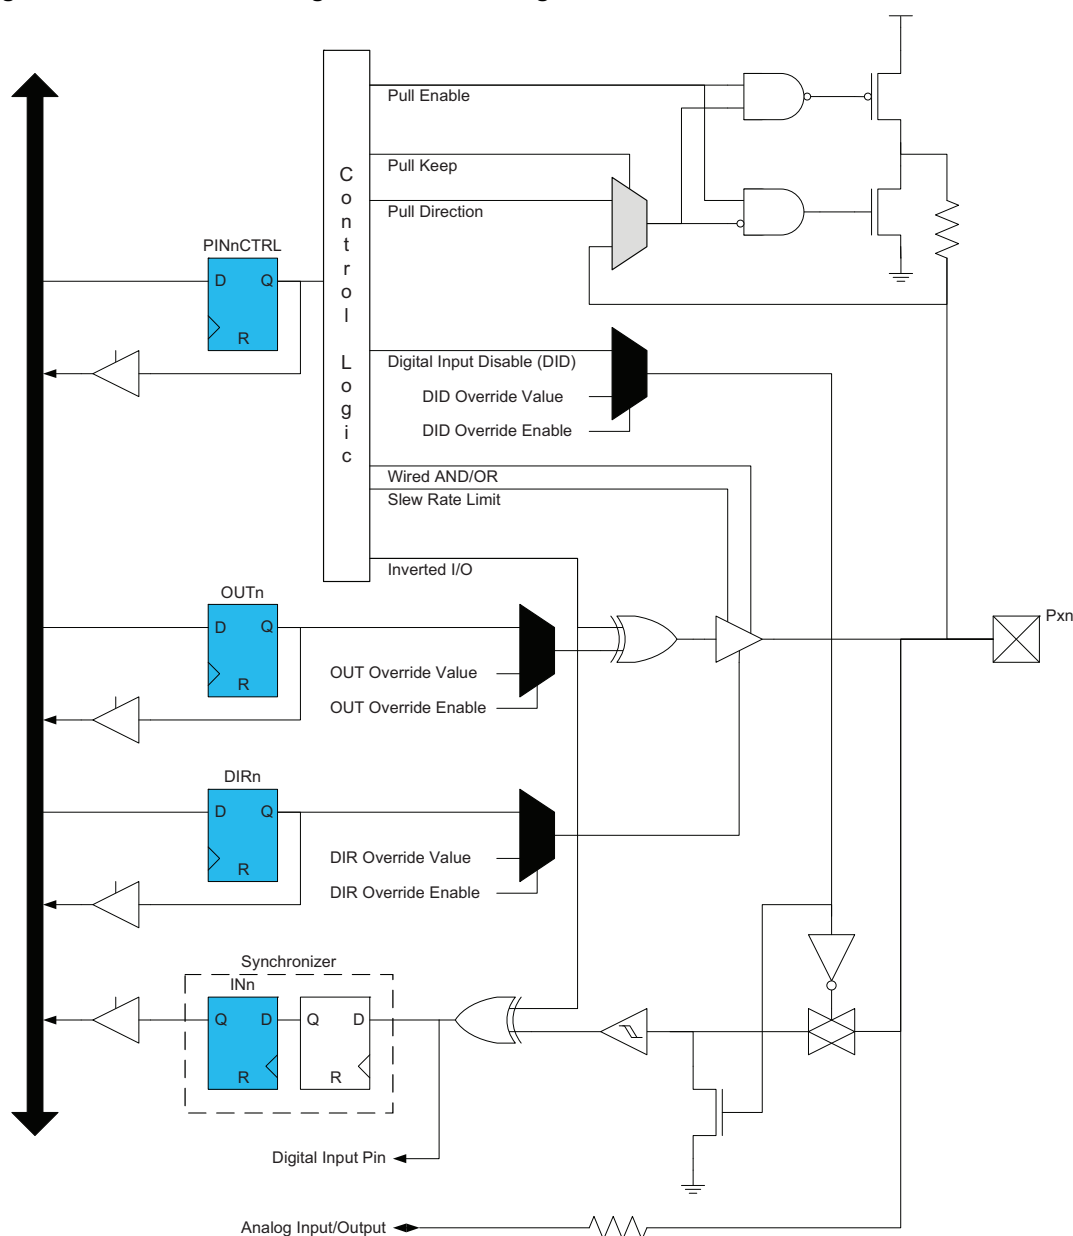 Pull Enable
Pull Keep
Pull Direction
Control Logic
PINnCTRL
D Q
R
Digital Input Disable (DID)
DID Override Value
DID Override Enable
Wired AND/OR
Slew Rate Limit
Inverted I/O
OUTn
D Q
R
Pxn
OUT Override Value
OUT Override Enable
DIRn
D Q
R
DIR Override Value
DIR Override Enable
Synchronizer
INn
Q D Q D
R R
Digital Input Pin
Analog Input/Output